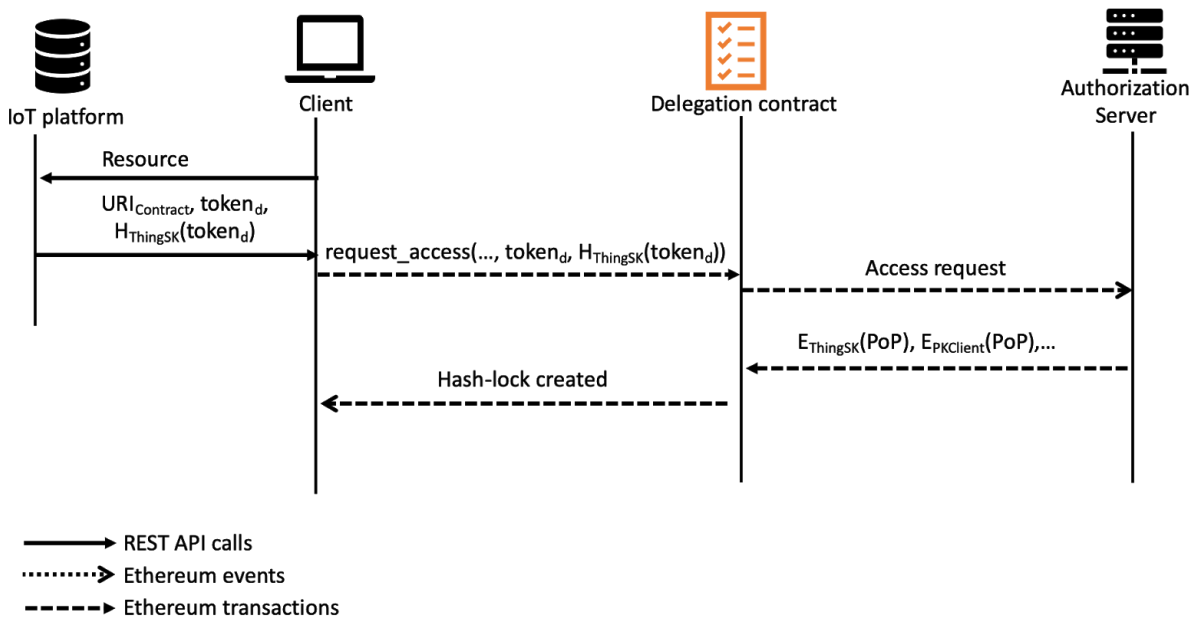 IoT platform
Client
Delegation contract
Authorization
Server
Resource
URIContract, tokend,
HThingSK(tokend)
request_access(..., tokend, HThingSK(tokend))
Access request
EThingSK(PoP), EPKClient(PoP),...
Hash-lock created
REST API calls
Ethereum events
Ethereum transactions